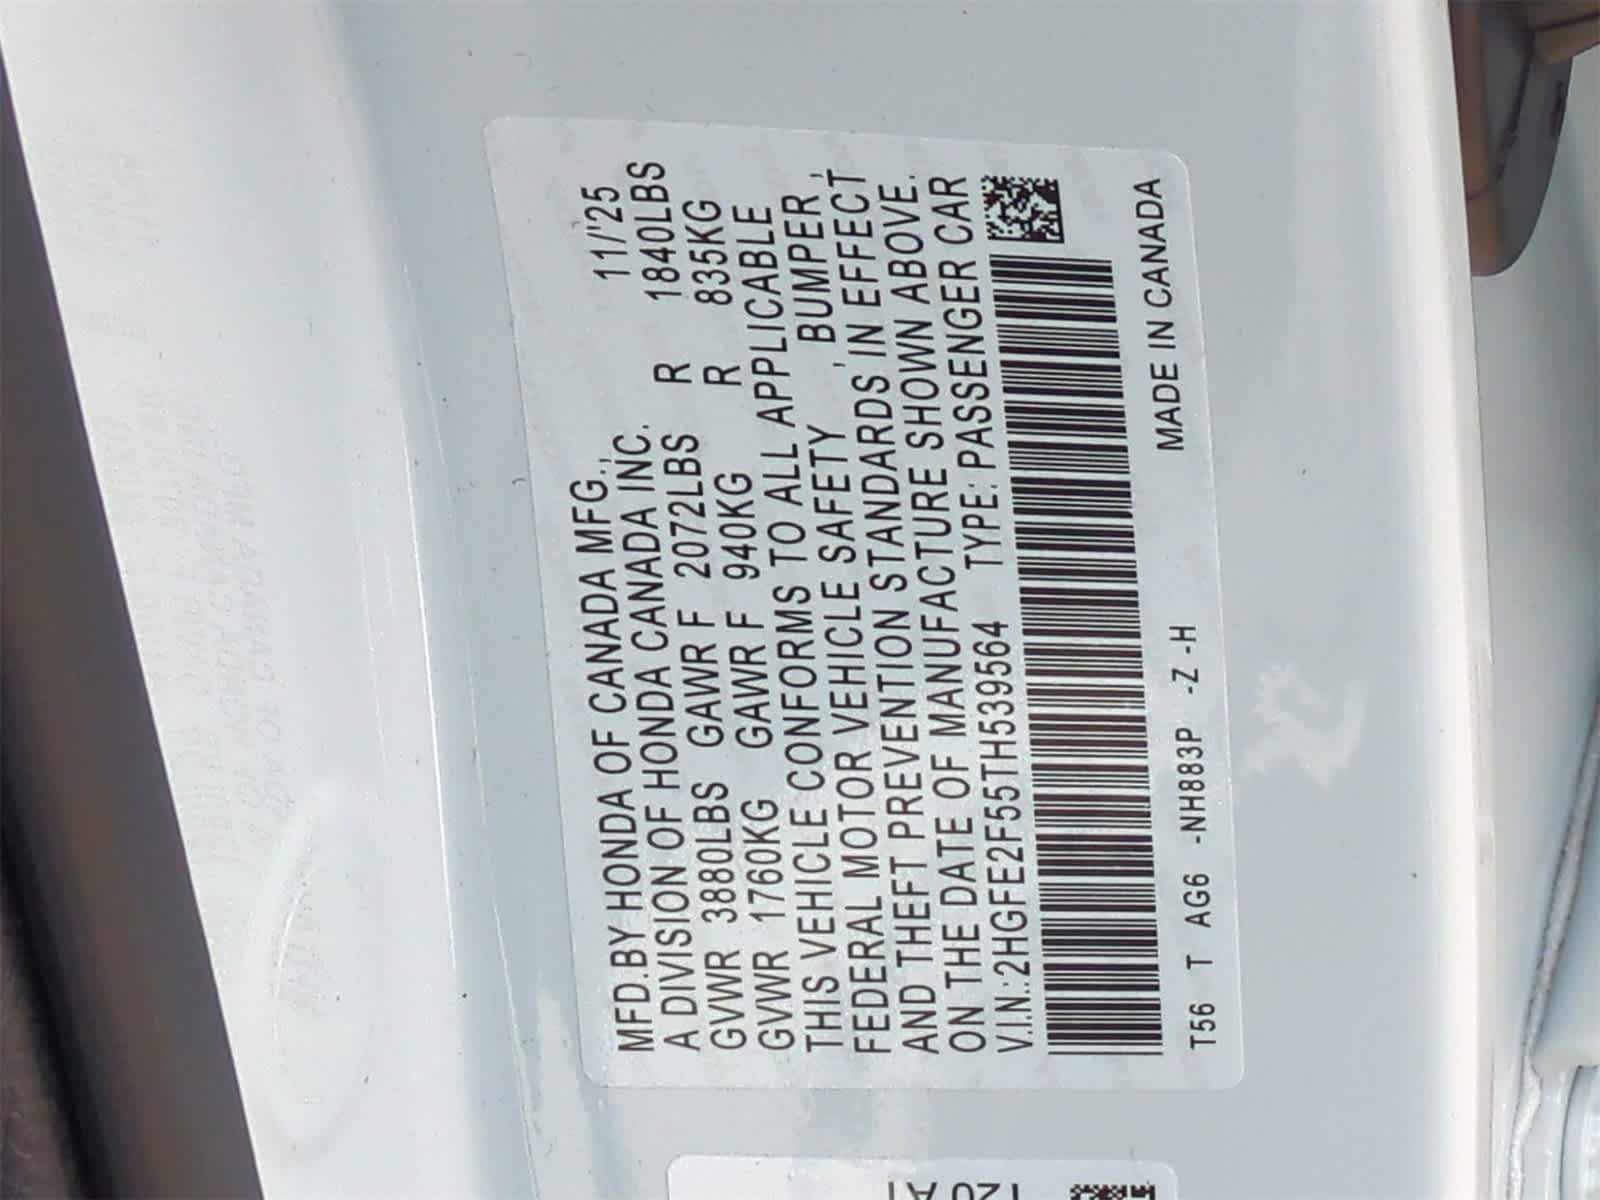 MFD.BY HONDA OF CANADA MFG., 11/'25
A DIVISION OF HONDA CANADA INC.
GVWR 3880LBS GAWR F 2072LBS R 1840LBS
GVWR 1760KG GAWR F 940KG R 835KG
THIS VEHICLE CONFORMS TO ALL APPLICABLE
FEDERAL MOTOR VEHICLE SAFETY , BUMPER ,
AND THEFT PREVENTION STANDARDS IN EFFECT
ON THE DATE OF MANUFACTURE SHOWN ABOVE.
V.I.N.:2HGFE2F55TH539564 TYPE: PASSENGER CAR
MADE IN CANADA
T56 T AG6 -NH883P -Z -H